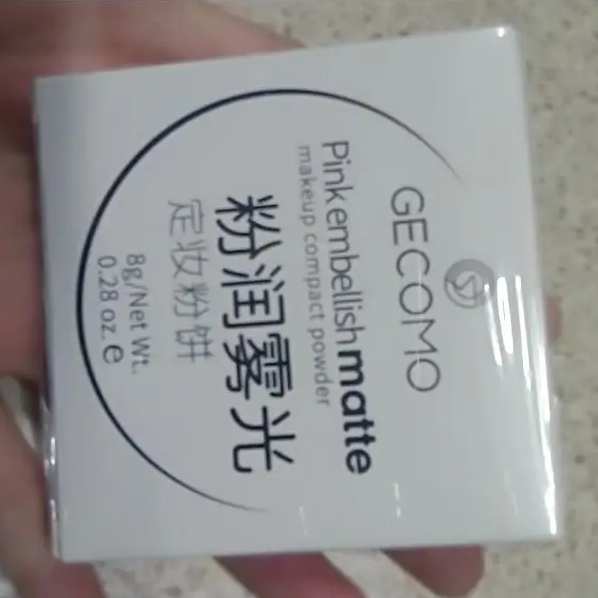 GECOMO
Pink embellish matte
makeup compact powder
粉润雾光
定妆粉饼
8g/Net Wt.
0.28 oz. e